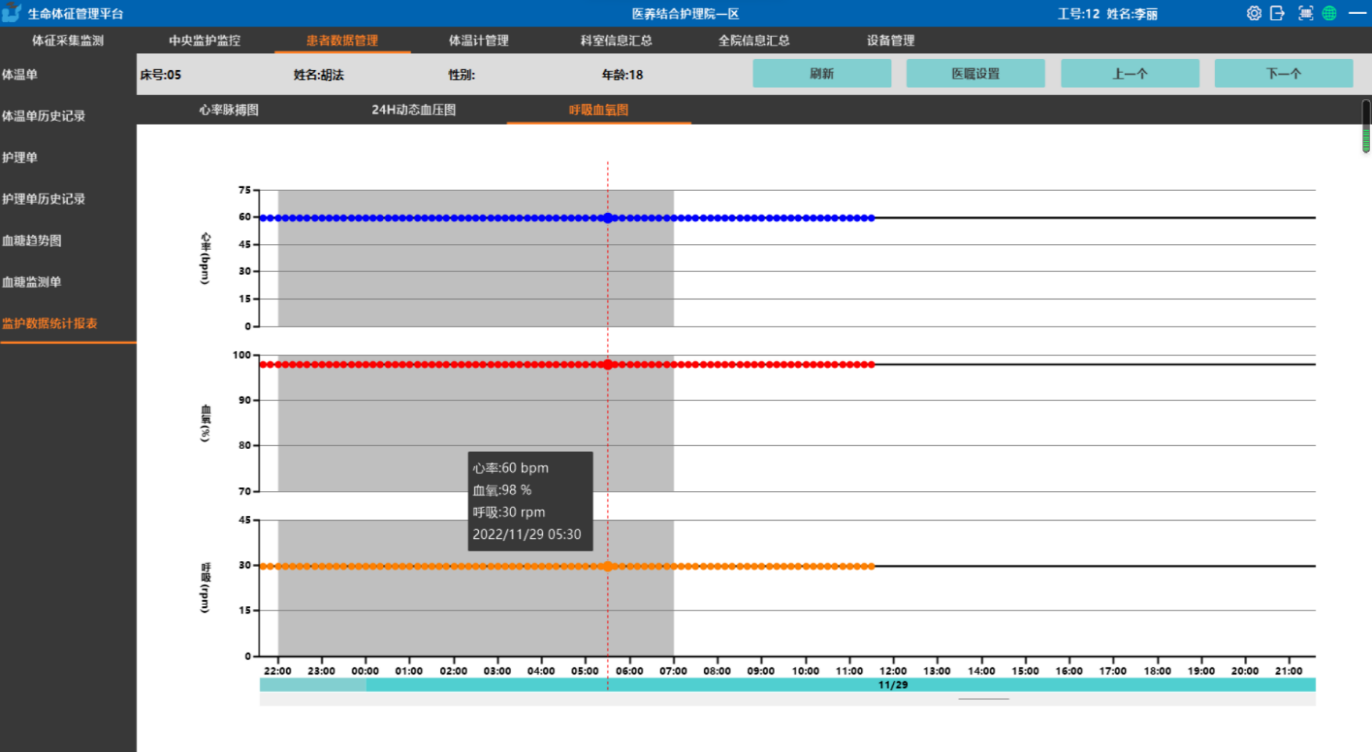 生命体征管理平台 医养结合护理院一区 工号:12 姓名:李丽
体征采集监测 中央监护监控 患者数据管理 体温计管理 科室信息汇总 全院信息汇总 设备管理
体温单
体温单历史记录
护理单
护理单历史记录
血糖趋势图
血糖监测单
监护数据统计报表
床号:05 姓名:胡法 性别: 年龄:18 刷新 医嘱设置 上一个 下一个
心率脉搏图 24H动态血压图 呼吸血氧图
心率(bpm)
75
60
45
30
15
0
血氧(%)
100
90
80
70
心率:60 bpm
血氧:98 %
呼吸:30 rpm
2022/11/29 05:30
呼吸(rpm)
45
30
15
0
22:00 23:00 00:00 01:00 02:00 03:00 04:00 05:00 06:00 07:00 08:00 09:00 10:00 11:00 12:00 13:00 14:00 15:00 16:00 17:00 18:00 19:00 20:00 21:00
11/29